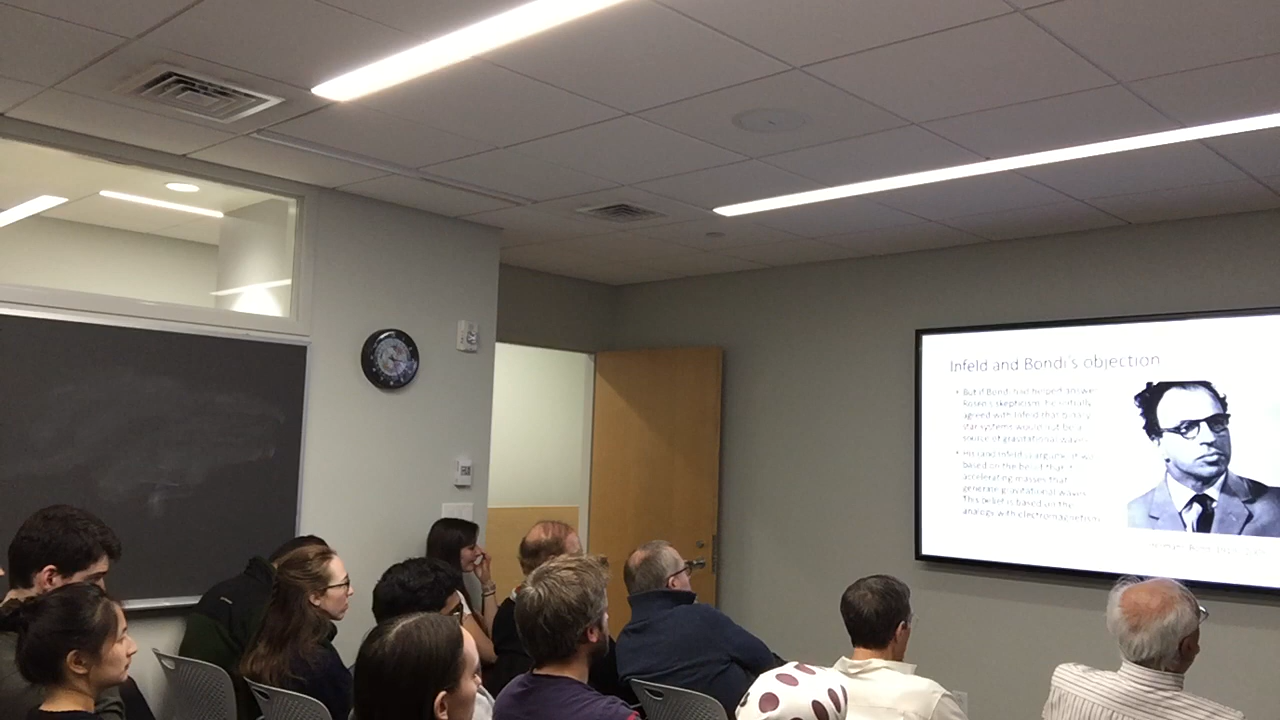 Infeld and Bondi's objection
• But if Bondi had helped answer
Rosen's skepticism, he initially
agreed with Infeld that binary
star systems would not be a
source of gravitational waves.
• His (and Infeld's) argument was
based on the belief that
accelerating masses that
generate gravitational waves.
This belief is based on the
analogy with electromagnetism.